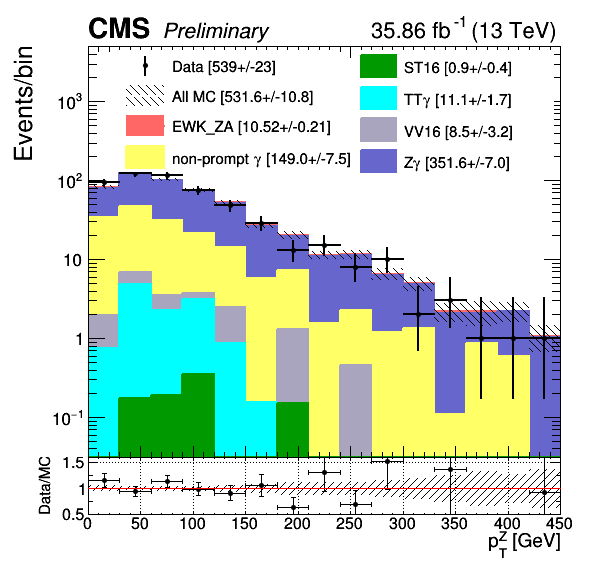 CMS Preliminary 35.86 fb⁻¹ (13 TeV)
Events/bin
Data [539+/-23]
All MC [531.6+/-10.8]
EWK_ZA [10.52+/-0.21]
non-prompt γ [149.0+/-7.5]
ST16 [0.9+/-0.4]
TTγ [11.1+/-1.7]
VV16 [8.5+/-3.2]
Zγ [351.6+/-7.0]
10³
10²
10
1
10⁻¹
Data/MC
1.5
1
0.5
0 50 100 150 200 250 300 350 400 450
p_T^Z [GeV]